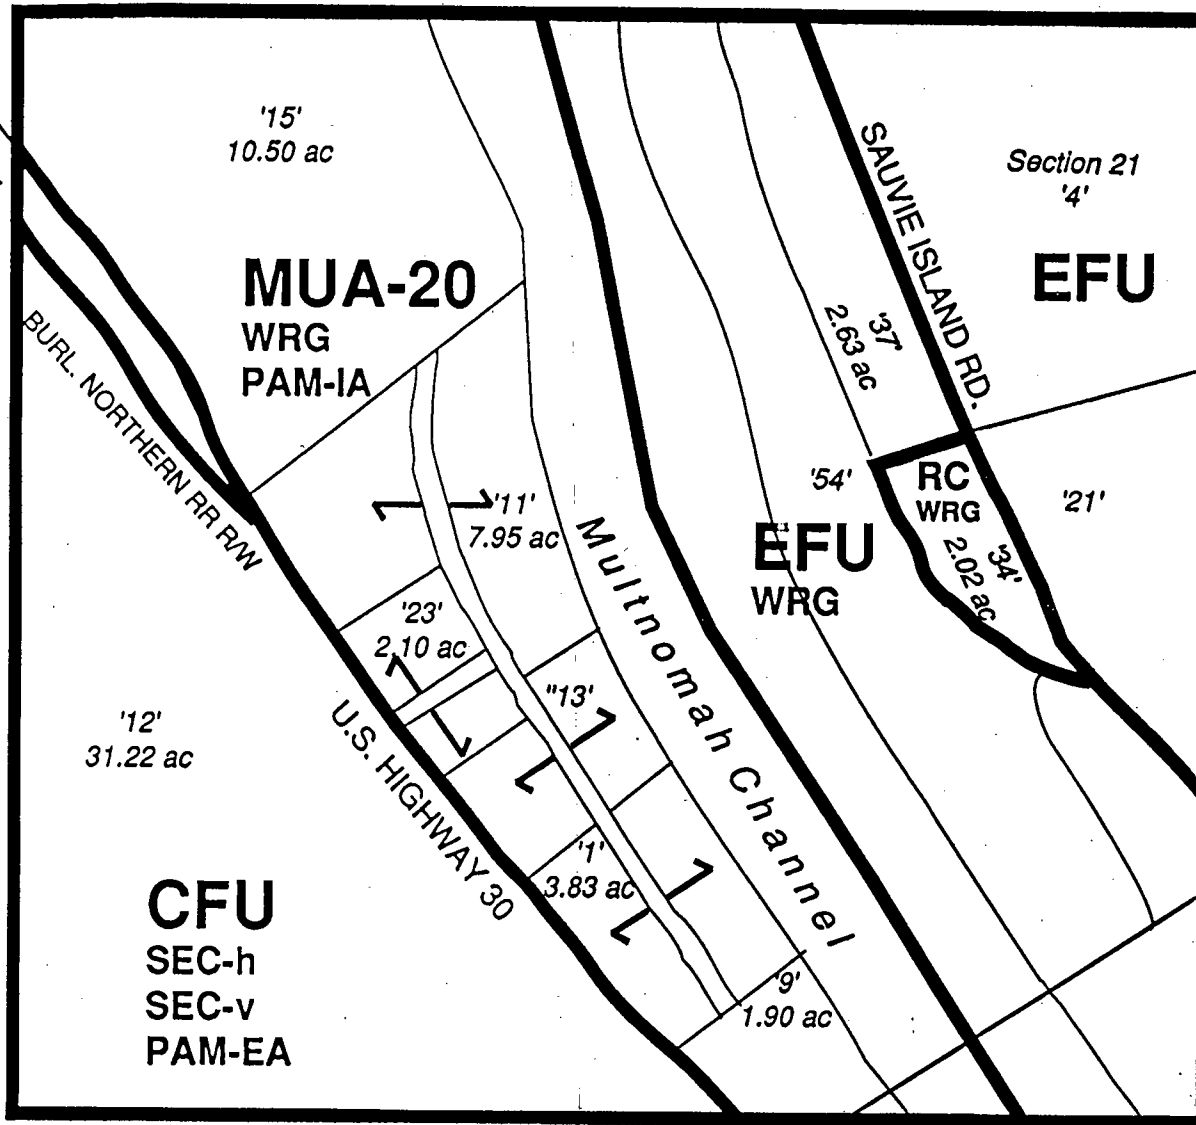 '15'
10.50 ac
Section 21
'4'
EFU
SAUVIE ISLAND RD.
MUA-20
WRG
PAM-IA
'37'
2.63 ac
BURL. NORTHERN RR R/W
'11'
7.95 ac
'54'
RC
WRG
'34'
2.02 ac
'21'
EFU
WRG
Multnomah Channel
'23'
2.10 ac
"13'
'12'
31.22 ac
U.S. HIGHWAY 30
'1'
3.83 ac
CFU
SEC-h
SEC-v
PAM-EA
'9'
1.90 ac